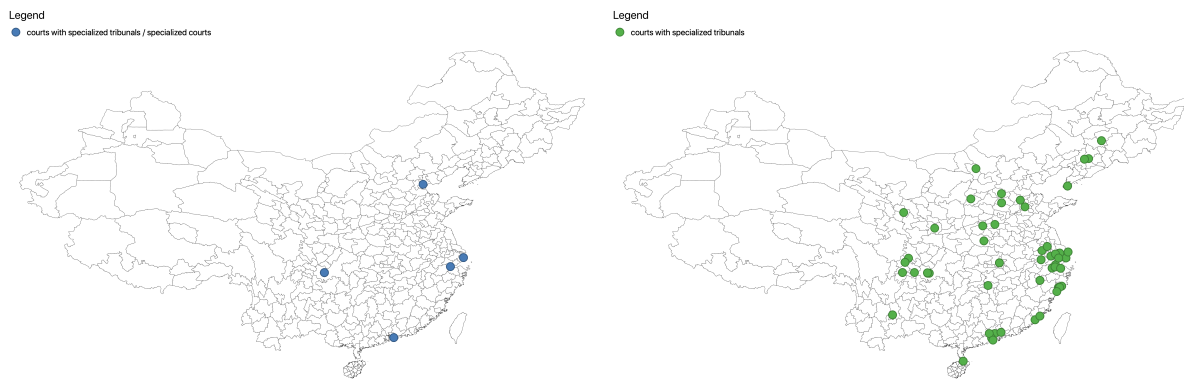 Legend
courts with specialized tribunals / specialized courts
Legend
courts with specialized tribunals